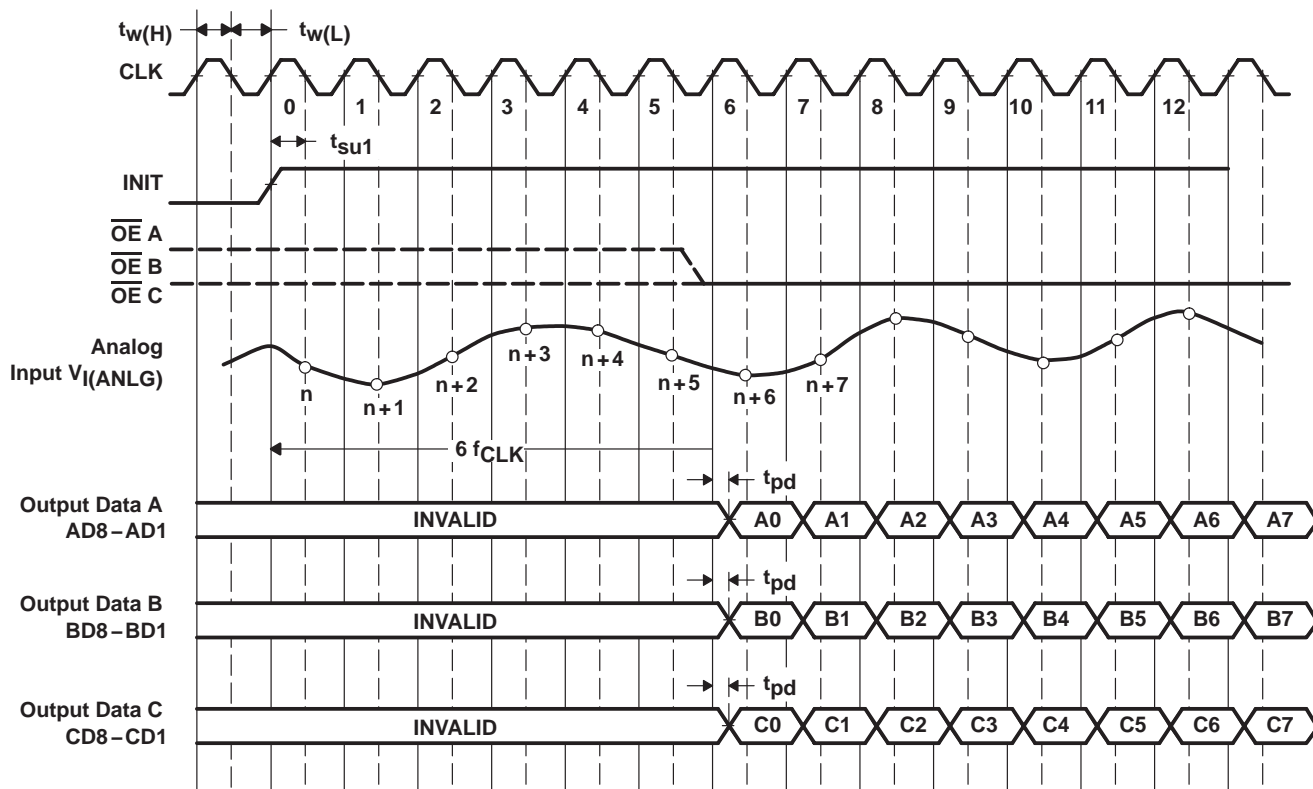 tw(H) tw(L)
CLK
0 1 2 3 4 5 6 7 8 9 10 11 12
tsu1
INIT
OE A
OE B
OE C
Analog
Input VI(ANLG)
n n+1 n+2 n+3 n+4 n+5 n+6 n+7
6 fCLK
tpd
Output Data A
AD8–AD1
INVALID A0 A1 A2 A3 A4 A5 A6 A7
tpd
Output Data B
BD8–BD1
INVALID B0 B1 B2 B3 B4 B5 B6 B7
tpd
Output Data C
CD8–CD1
INVALID C0 C1 C2 C3 C4 C5 C6 C7